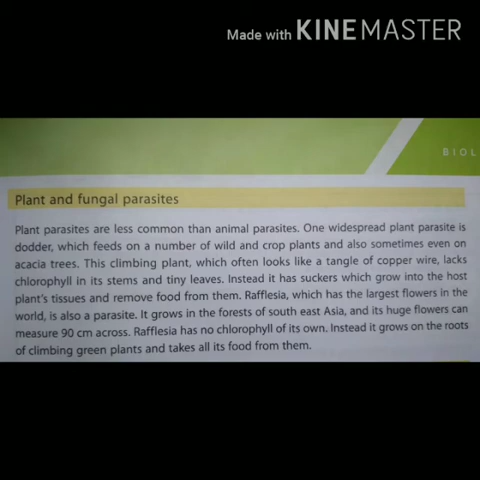 Made with KINEMASTER
BIOL
Plant and fungal parasites
Plant parasites are less common than animal parasites. One widespread plant parasite is
dodder, which feeds on a number of wild and crop plants and also sometimes even on
acacia trees. This climbing plant, which often looks like a tangle of copper wire, lacks
chlorophyll in its stems and tiny leaves. Instead it has suckers which grow into the host
plant's tissues and remove food from them. Rafflesia, which has the largest flowers in the
world, is also a parasite. It grows in the forests of south east Asia, and its huge flowers can
measure 90 cm across. Rafflesia has no chlorophyll of its own. Instead it grows on the roots
of climbing green plants and takes all its food from them.